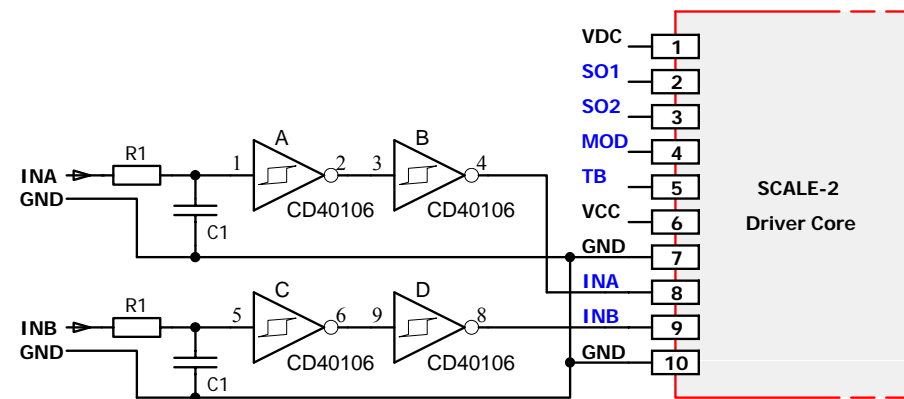 VDC 1
SO1 2
SO2 3
MOD 4
TB 5
VCC 6
GND 7
INA 8
INB 9
GND 10
SCALE-2
Driver Core
A B
R1
INA 1 2 3 4
GND
CD40106 CD40106
C1
C D
R1
INB 5 6 9 8
GND
CD40106 CD40106
C1